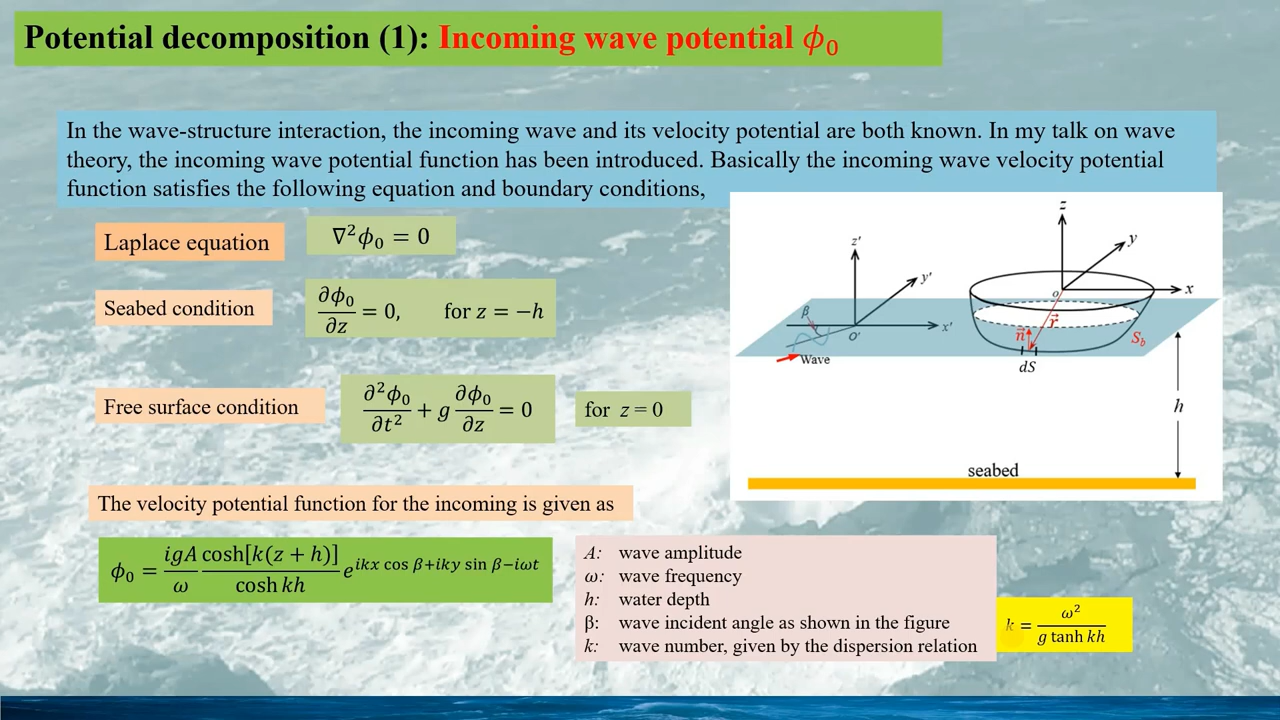 Potential decomposition (1): Incoming wave potential ϕ₀
In the wave-structure interaction, the incoming wave and its velocity potential are both known. In my talk on wave
theory, the incoming wave potential function has been introduced. Basically the incoming wave velocity potential
function satisfies the following equation and boundary conditions,
Laplace equation
∇²ϕ₀ = 0
Seabed condition
∂ϕ₀/∂z = 0, for z = −h
Free surface condition
∂²ϕ₀/∂t² + g ∂ϕ₀/∂z = 0
for z = 0
z'
y'
x'
O'
β
Wave
z
y
x
o
r⃗
n⃗
S_b
dS
h
seabed
The velocity potential function for the incoming is given as
ϕ₀ = igA/ω cosh[k(z + h)]/cosh kh e^{ikx cos β+iky sin β−iωt}
A: wave amplitude
ω: wave frequency
h: water depth
β: wave incident angle as shown in the figure
k: wave number, given by the dispersion relation
k = ω²/g tanh kh